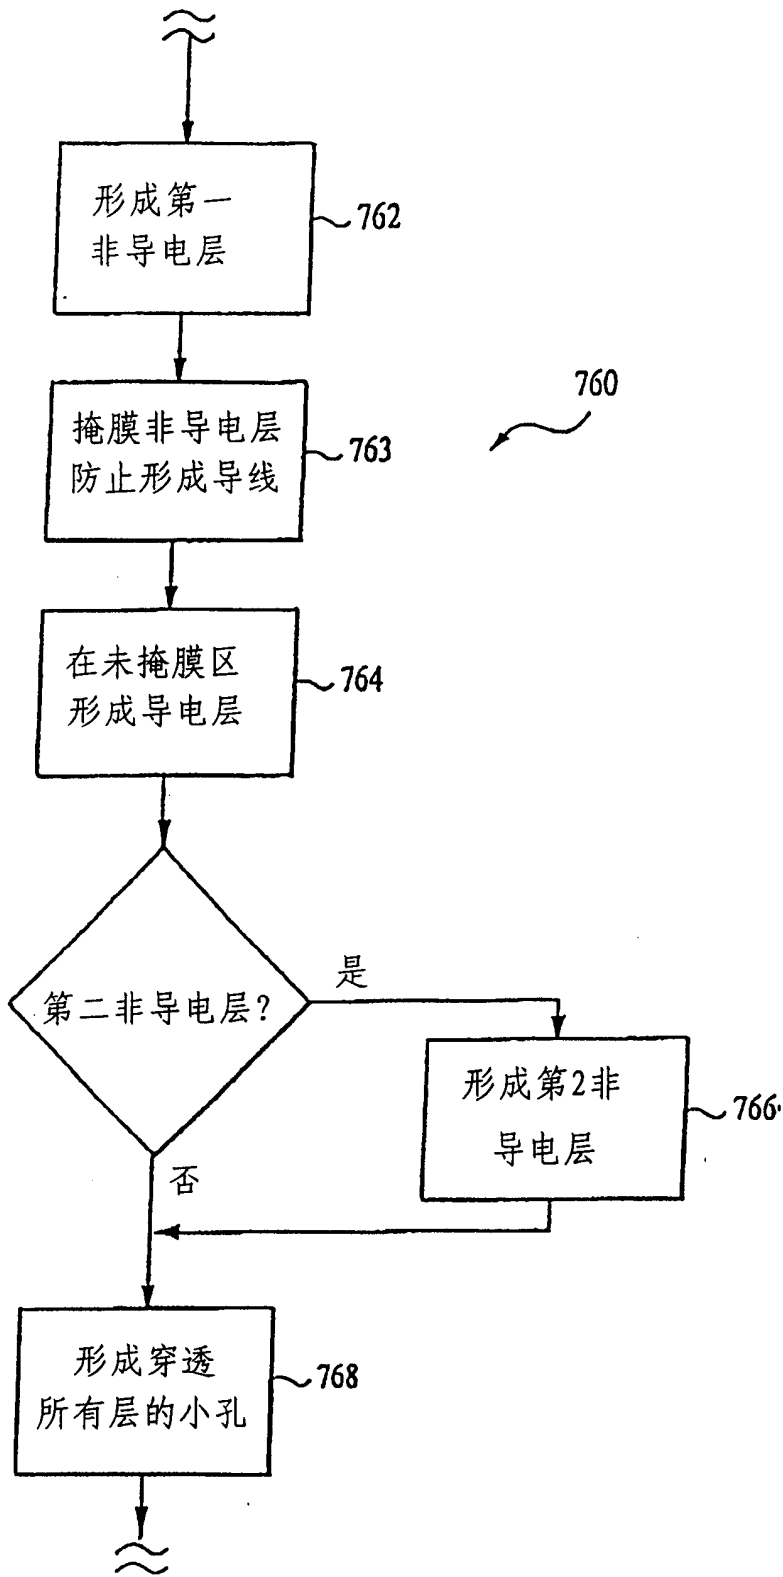 形成第一
非导电层
762
760
掩膜非导电层
防止形成导线
763
在未掩膜区
形成导电层
764
第二非导电层?
是
形成第2非
导电层
766
否
形成穿透
所有层的小孔
768